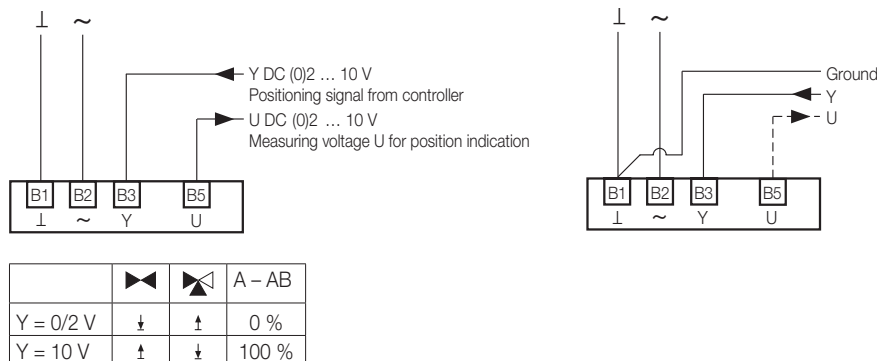 ⊥ ~
Y DC (0)2 … 10 V
Positioning signal from controller
U DC (0)2 … 10 V
Measuring voltage U for position indication
B1 B2 B3 B5
⊥ ~ Y U
⊥ ~
Ground
Y
U
B1 B2 B3 B5
⊥ ~ Y U
A – AB
Y = 0/2 V 0 %
Y = 10 V 100 %